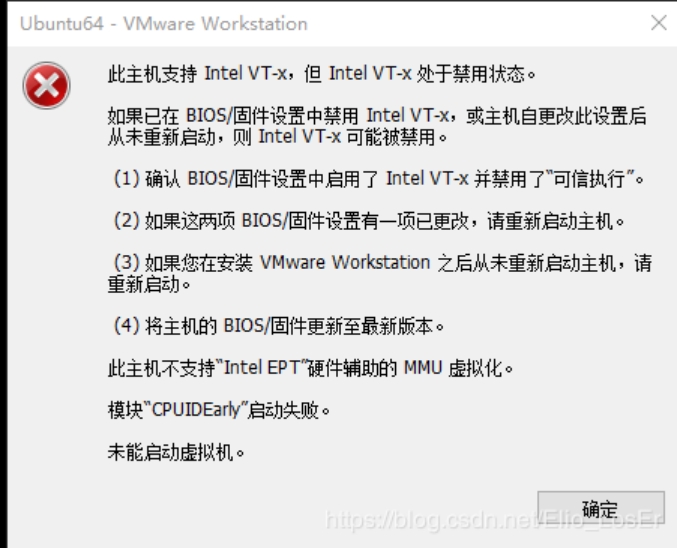 Ubuntu64 - VMware Workstation
此主机支持 Intel VT-x，但 Intel VT-x 处于禁用状态。
如果已在 BIOS/固件设置中禁用 Intel VT-x，或主机自更改此设置后
从未重新启动，则 Intel VT-x 可能被禁用。
(1) 确认 BIOS/固件设置中启用了 Intel VT-x 并禁用了“可信执行”。
(2) 如果这两项 BIOS/固件设置有一项已更改，请重新启动主机。
(3) 如果您在安装 VMware Workstation 之后从未重新启动主机，请
重新启动。
(4) 将主机的 BIOS/固件更新至最新版本。
此主机不支持“Intel EPT”硬件辅助的 MMU 虚拟化。
模块“CPUIDEarly”启动失败。
未能启动虚拟机。
确定
https://blog.csdn.net/Elio_LosEr